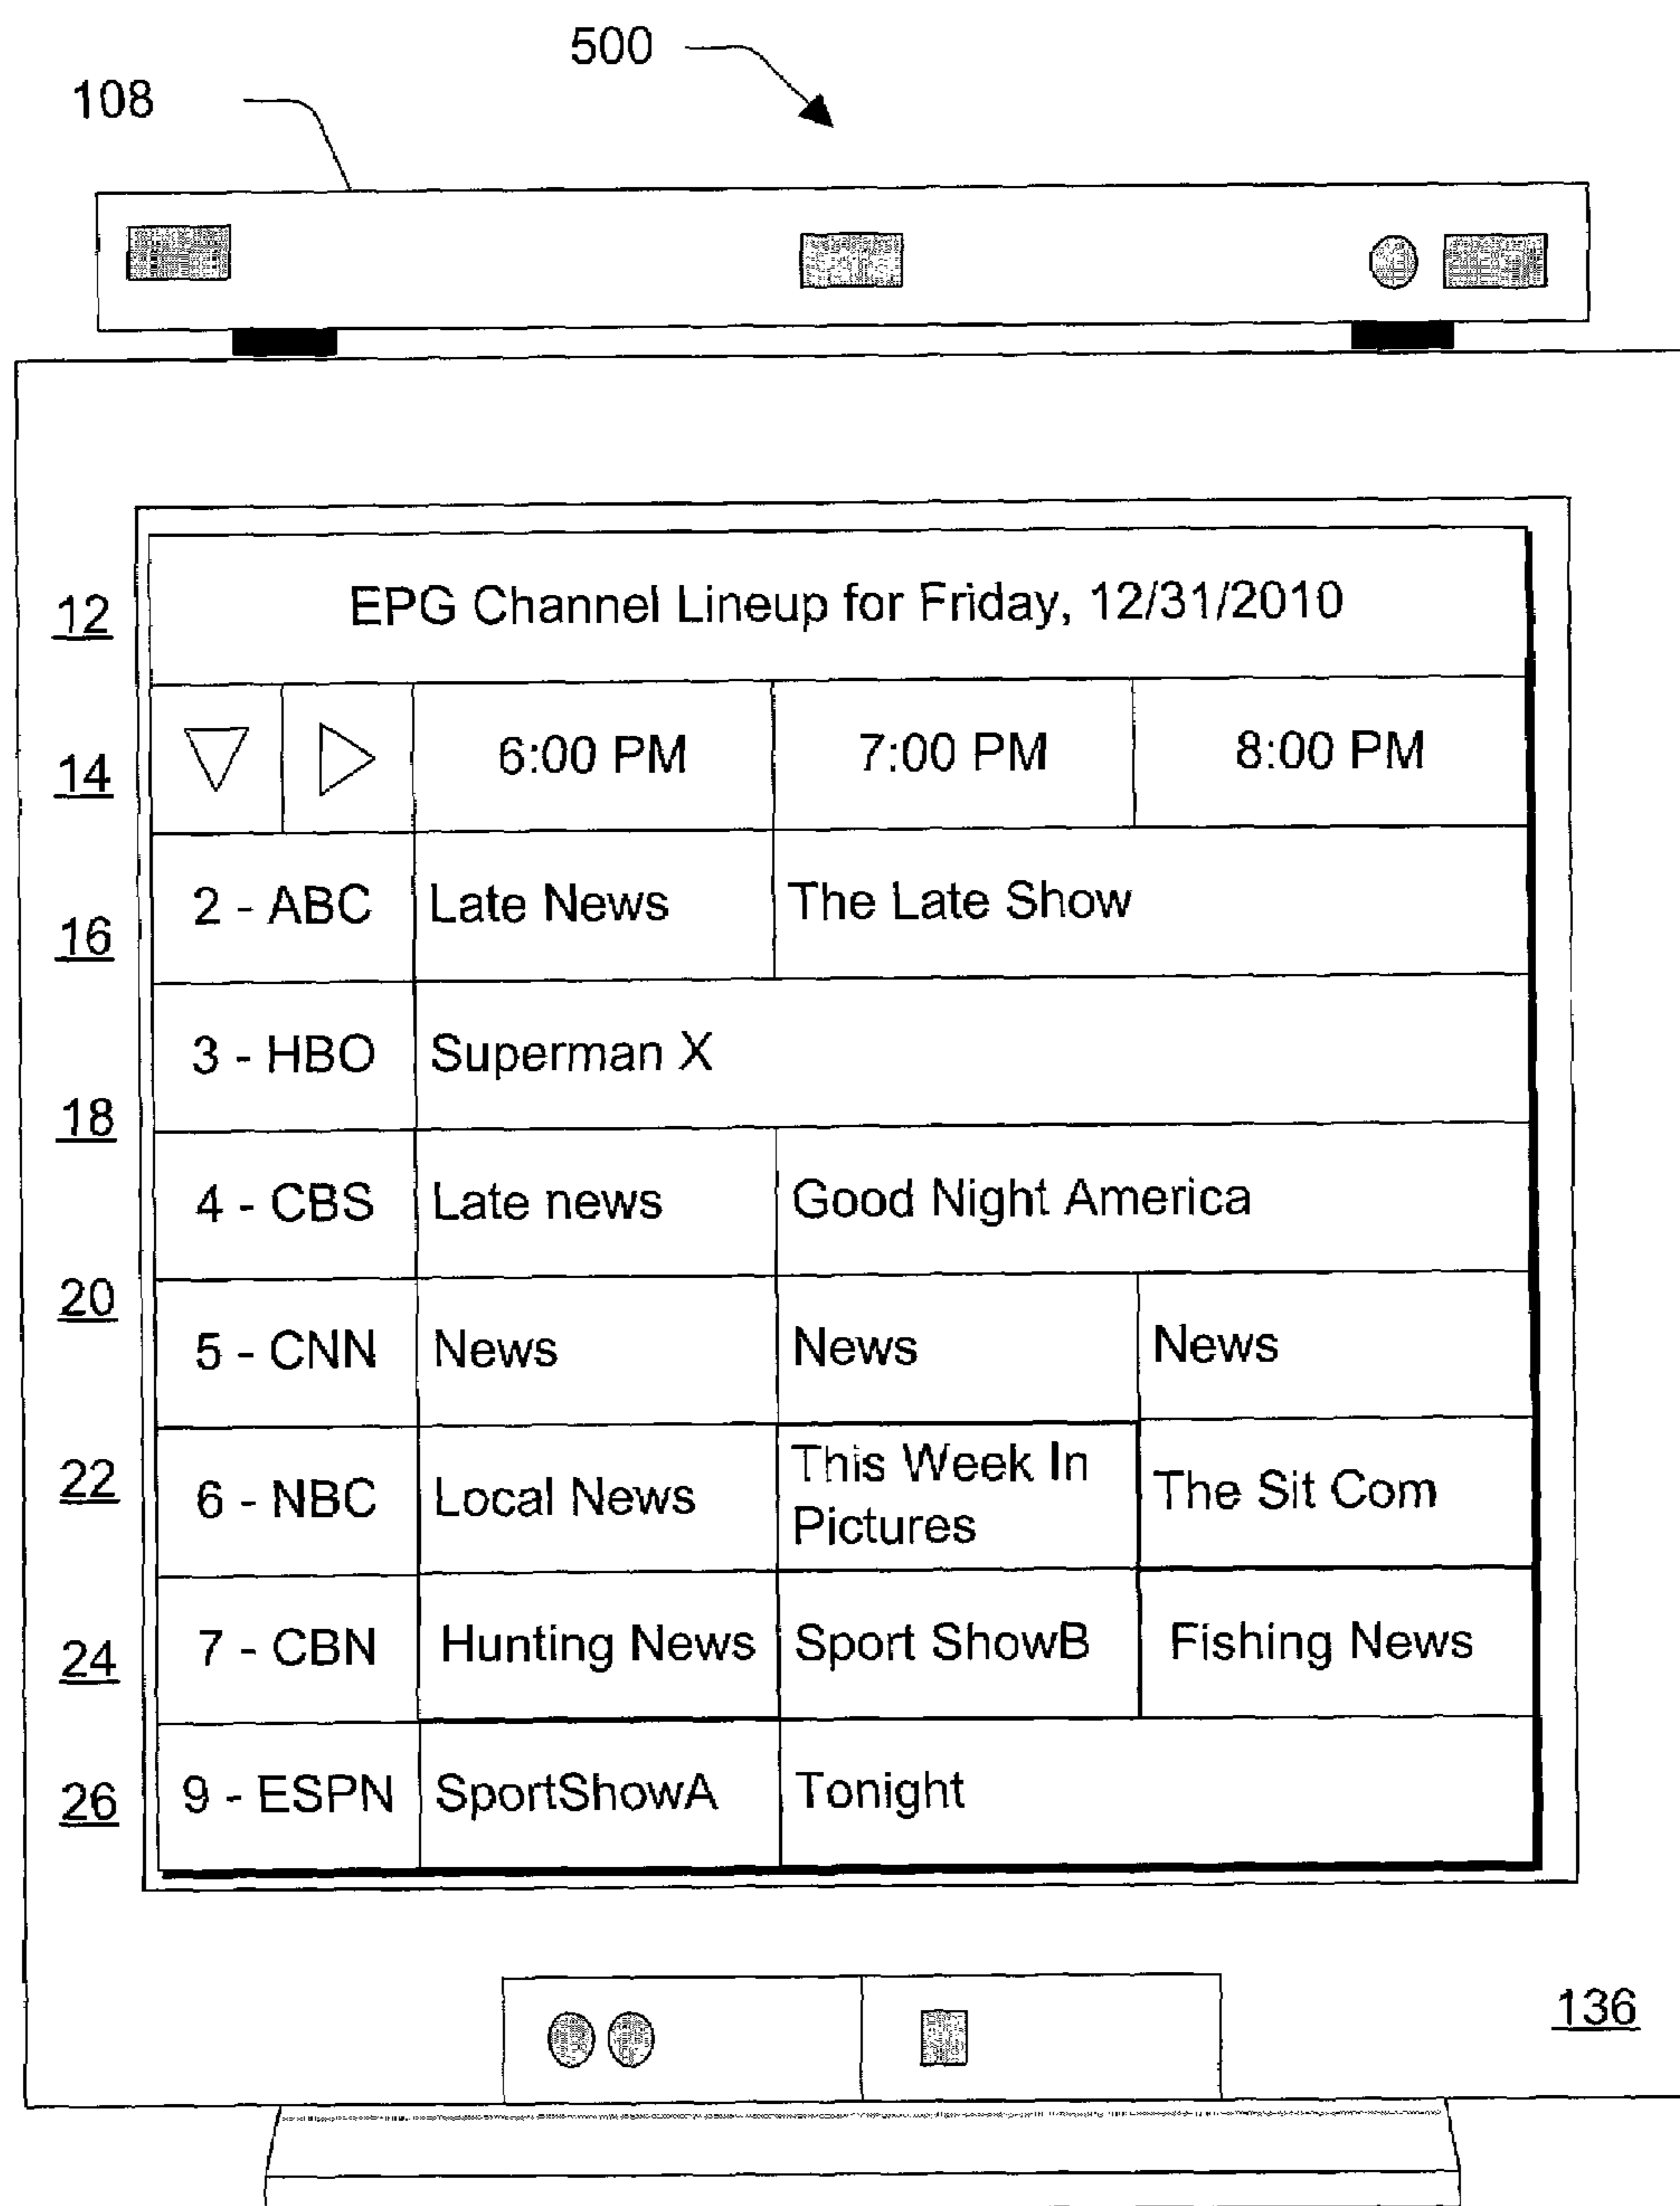 500
108
12 EPG Channel Lineup for Friday, 12/31/2010
14 6:00 PM 7:00 PM 8:00 PM
2 - ABC Late News The Late Show
16
3 - HBO Superman X
18
4 - CBS Late news Good Night America
20
5 - CNN News News News
22 6 - NBC Local News This Week In Pictures The Sit Com
7 - CBN Hunting News Sport ShowB Fishing News
24
9 - ESPN SportShowA Tonight
26
136